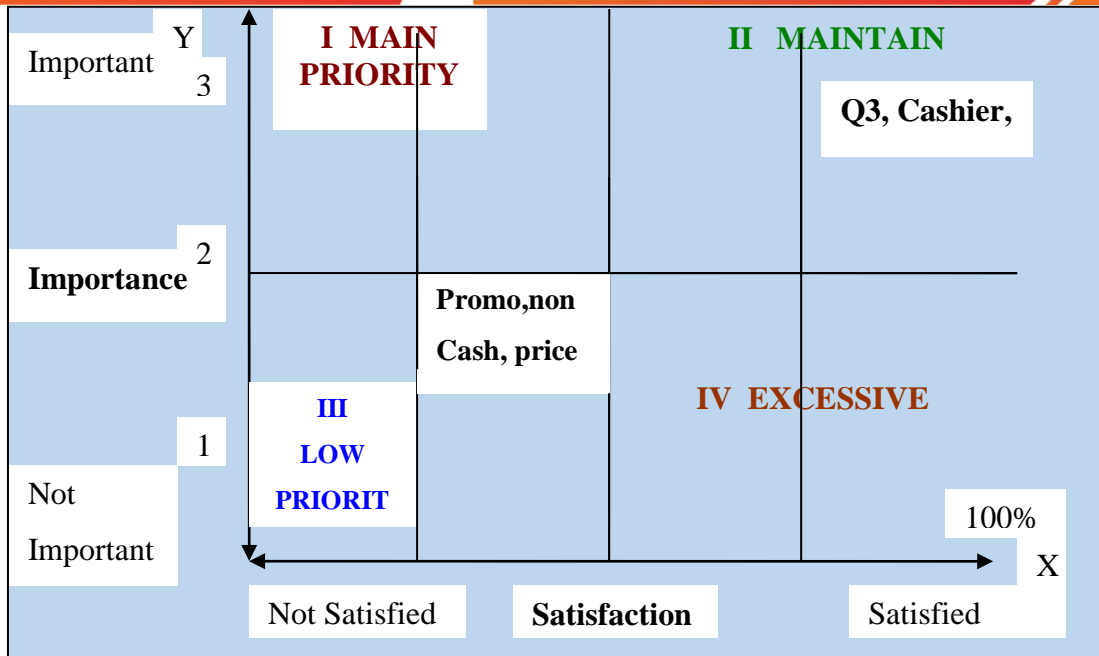 Y
Important
3
I MAIN
PRIORITY
II MAINTAIN
Q3, Cashier,
2
Importance
Promo,non
Cash, price
III
LOW
PRIORIT
IV EXCESSIVE
1
Not
Important
100%
X
Not Satisfied
Satisfaction
Satisfied